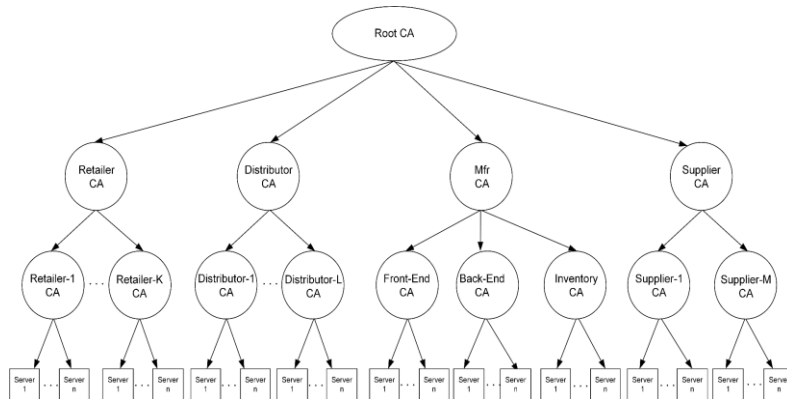 Root CA
Retailer
CA
Distributor
CA
Mfr
CA
Supplier
CA
Retailer-1
CA
. . .
Retailer-K
CA
Distributor-1
CA
. . .
Distributor-L
CA
Front-End
CA
Back-End
CA
Inventory
CA
Supplier-1
CA
Supplier-M
CA
Server
1
. . .
Server
n
Server
1
. . .
Server
n
Server
1
. . .
Server
n
Server
1
. . .
Server
n
Server
1
. . .
Server
n
Server
1
. . .
Server
n
Server
1
. . .
Server
n
Server
1
. . .
Server
n
Server
1
. . .
Server
n